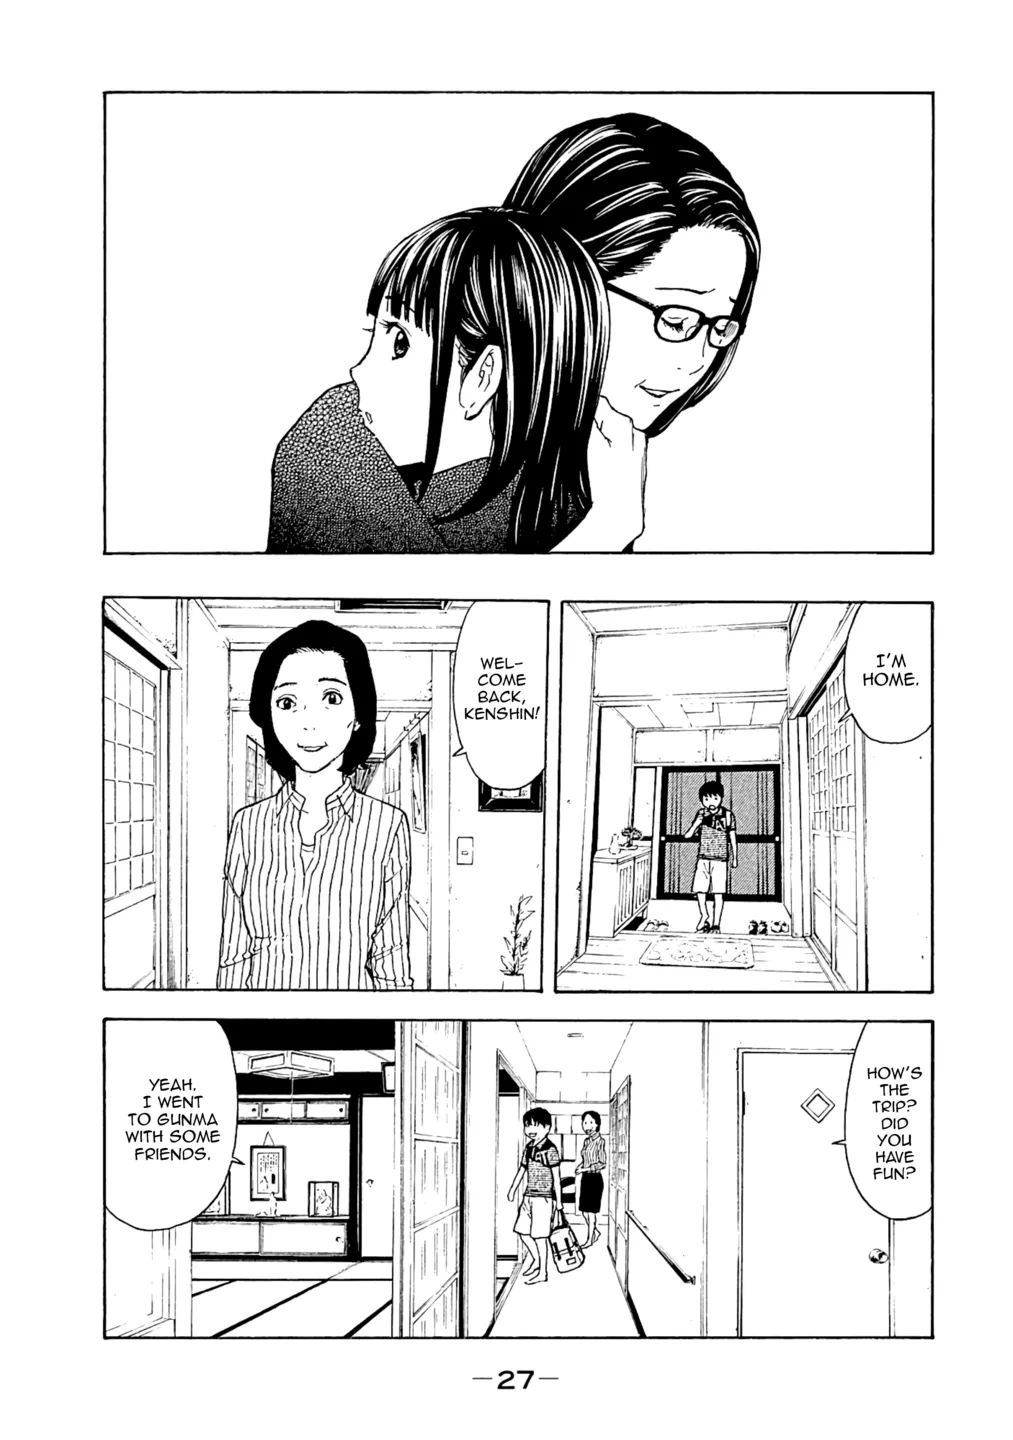 I'M
HOME.
WEL-
COME
BACK,
KENSHIN!
HOW'S
THE
TRIP?
DID
YOU
HAVE
FUN?
YEAH.
I WENT
TO GUNMA
WITH SOME
FRIENDS.
-27-